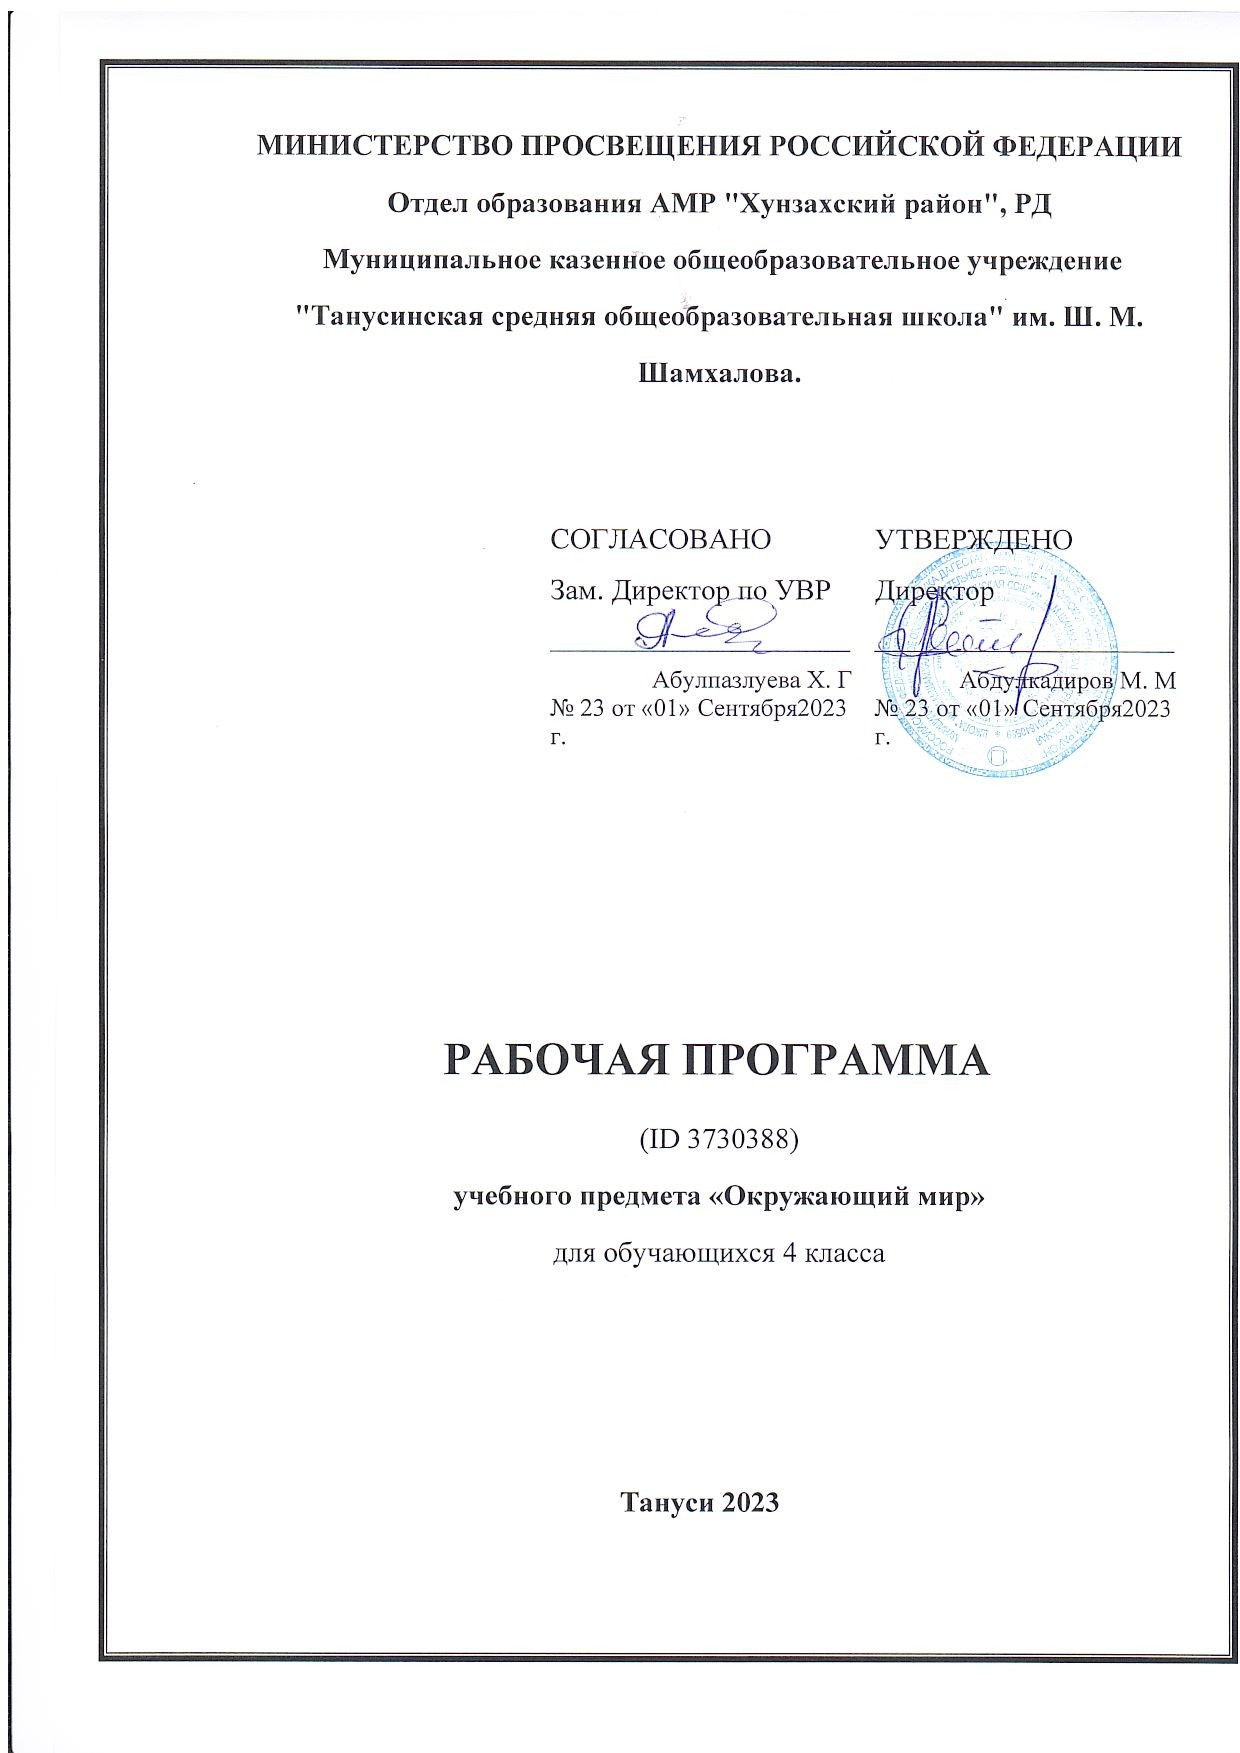 МИНИСТЕРСТВО ПРОСВЕЩЕНИЯ РОССИЙСКОЙ ФЕДЕРАЦИИ
Отдел образования АМР "Хунзахский район", РД
Муниципальное казенное общеобразовательное учреждение
"Танусинская средняя общеобразовательная школа" им. Ш. М.
Шамхалова.
СОГЛАСОВАНО
Зам. Директор по УВР
Абулпазлуева Х. Г
№ 23 от «01» Сентября2023
г.
УТВЕРЖДЕНО
Директор
Абдулкадиров М. М
№ 23 от «01» Сентября2023
г.
РАБОЧАЯ ПРОГРАММА
(ID 3730388)
учебного предмета «Окружающий мир»
для обучающихся 4 класса
Тануси 2023